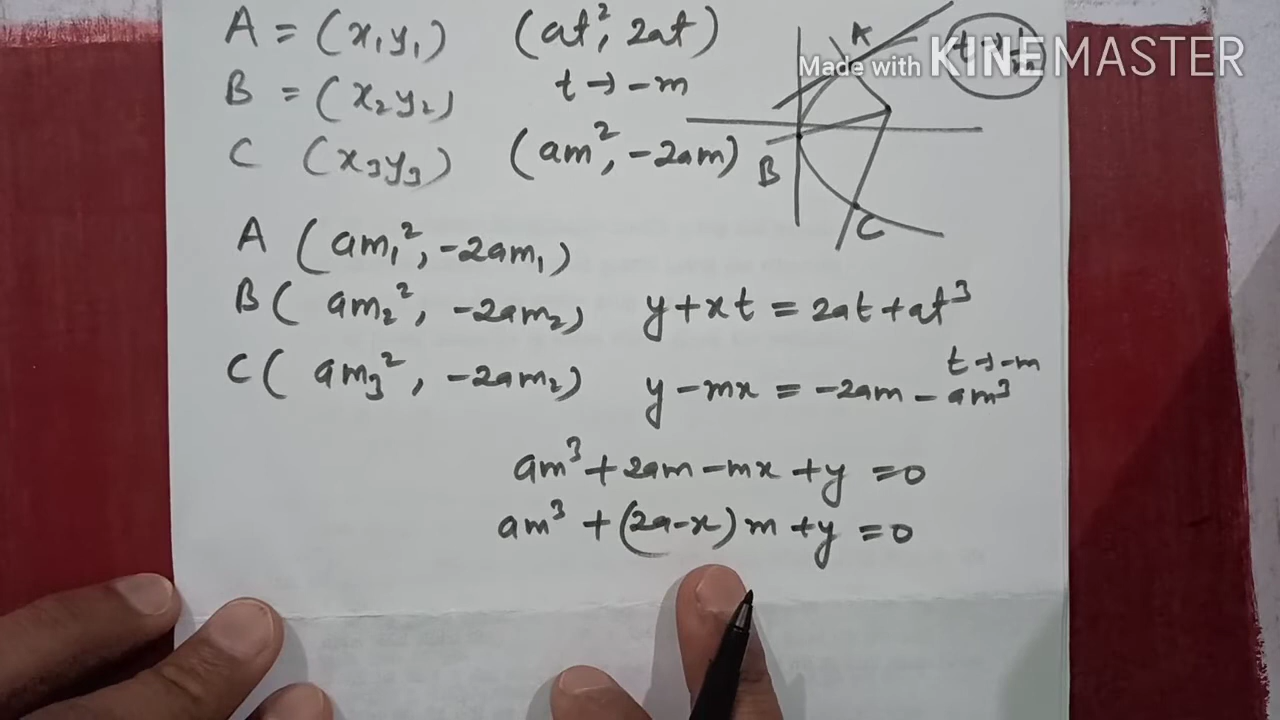 A = (x₁y₁) (at², 2at)
B = (x₂y₂) t → -m
C (x₃y₃) (am², -2am)
A
B
C
Made with KINEMASTER
A (am₁², -2am₁)
B( am₂², -2am₂) y + xt = 2at + at³
t → -m
C( am₃², -2am₂) y - mx = -2am - am³
am³ + 2am - mx + y = 0
am³ + (2a-x) m + y = 0